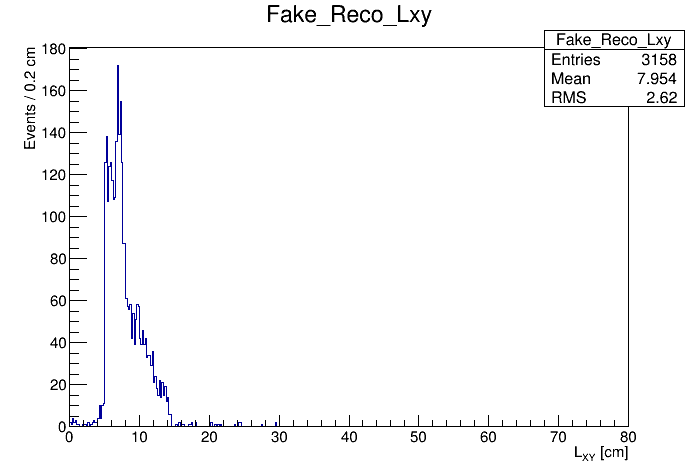 Fake_Reco_Lxy
Fake_Reco_Lxy
Entries 3158
Mean 7.954
RMS 2.62
Events / 0.2 cm
180
160
140
120
100
80
60
40
20
0
0 10 20 30 40 50 60 70 80
LXY [cm]